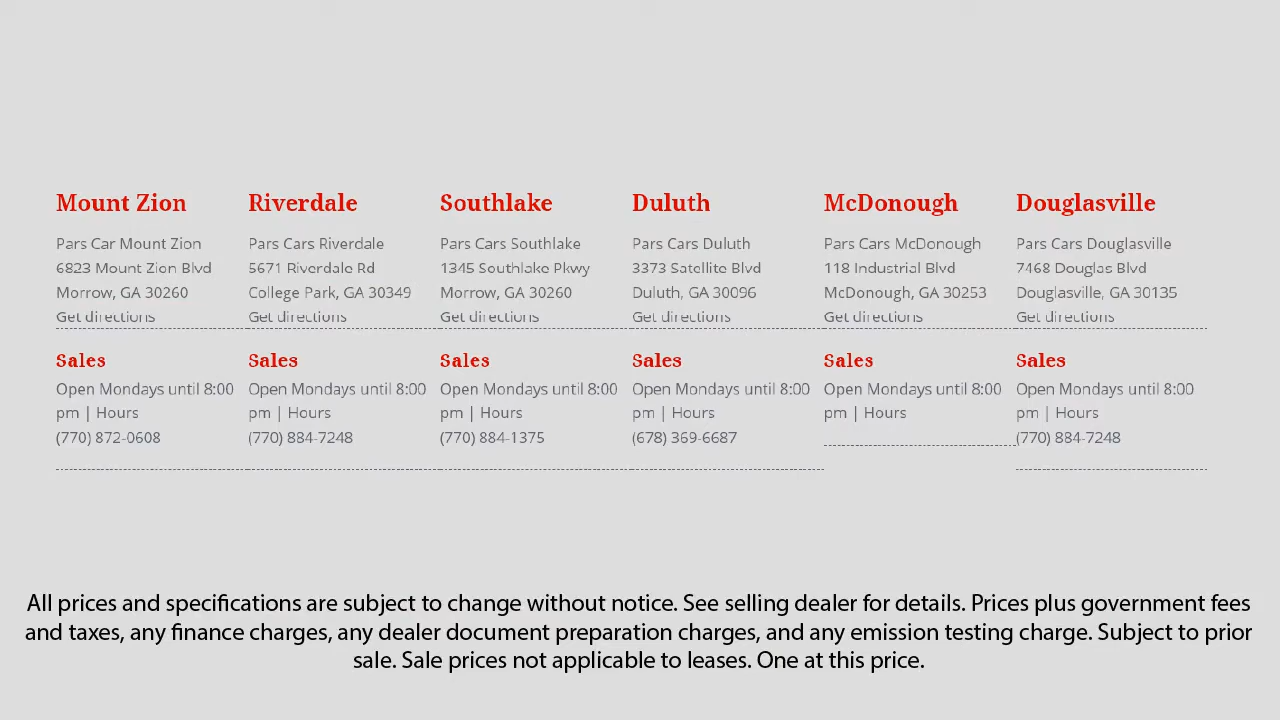 Mount Zion
Pars Car Mount Zion
6823 Mount Zion Blvd
Morrow, GA 30260
Get directions
Sales
Open Mondays until 8:00
pm | Hours
(770) 872-0608
Riverdale
Pars Cars Riverdale
5671 Riverdale Rd
College Park, GA 30349
Get directions
Sales
Open Mondays until 8:00
pm | Hours
(770) 884-7248
Southlake
Pars Cars Southlake
1345 Southlake Pkwy
Morrow, GA 30260
Get directions
Sales
Open Mondays until 8:00
pm | Hours
(770) 884-1375
Duluth
Pars Cars Duluth
3373 Satellite Blvd
Duluth, GA 30096
Get directions
Sales
Open Mondays until 8:00
pm | Hours
(678) 369-6687
McDonough
Pars Cars McDonough
118 Industrial Blvd
McDonough, GA 30253
Get directions
Sales
Open Mondays until 8:00
pm | Hours
Douglasville
Pars Cars Douglasville
7468 Douglas Blvd
Douglasville, GA 30135
Get directions
Sales
Open Mondays until 8:00
pm | Hours
(770) 884-7248
All prices and specifications are subject to change without notice. See selling dealer for details. Prices plus government fees
and taxes, any finance charges, any dealer document preparation charges, and any emission testing charge. Subject to prior
sale. Sale prices not applicable to leases. One at this price.